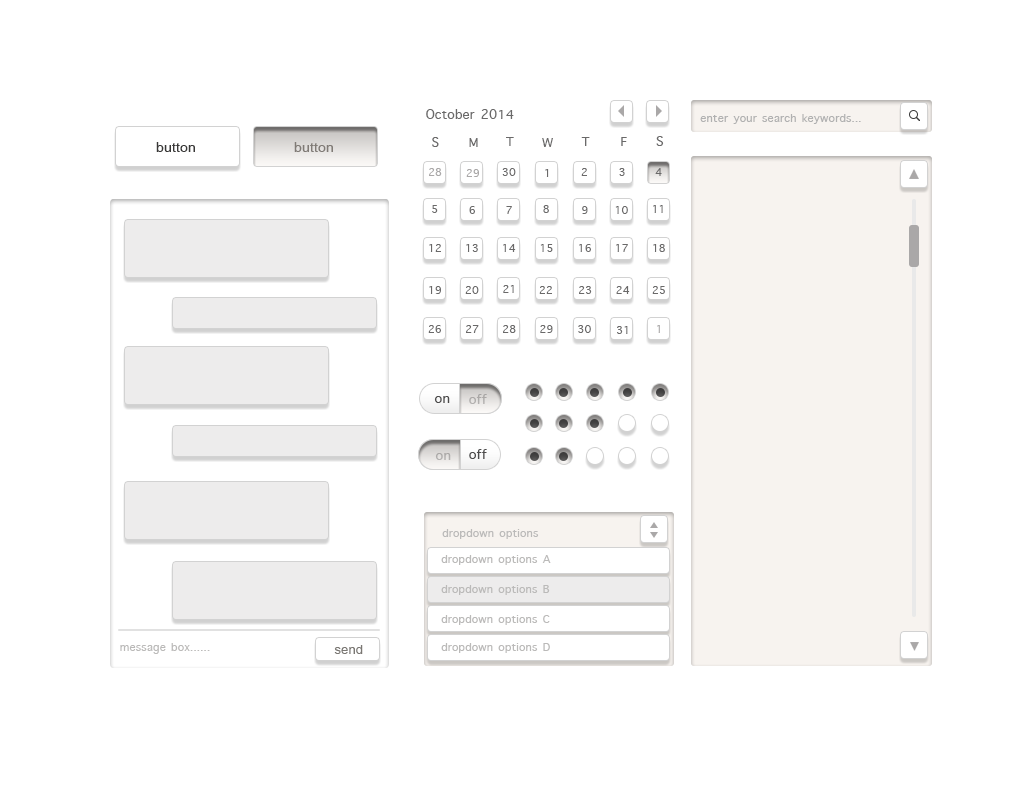 button
button
message box......
send
October 2014
S M T W T F S
28 29 30 1 2 3 4
5 6 7 8 9 10 11
12 13 14 15 16 17 18
19 20 21 22 23 24 25
26 27 28 29 30 31 1
on off
on off
dropdown options
dropdown options A
dropdown options B
dropdown options C
dropdown options D
enter your search keywords...